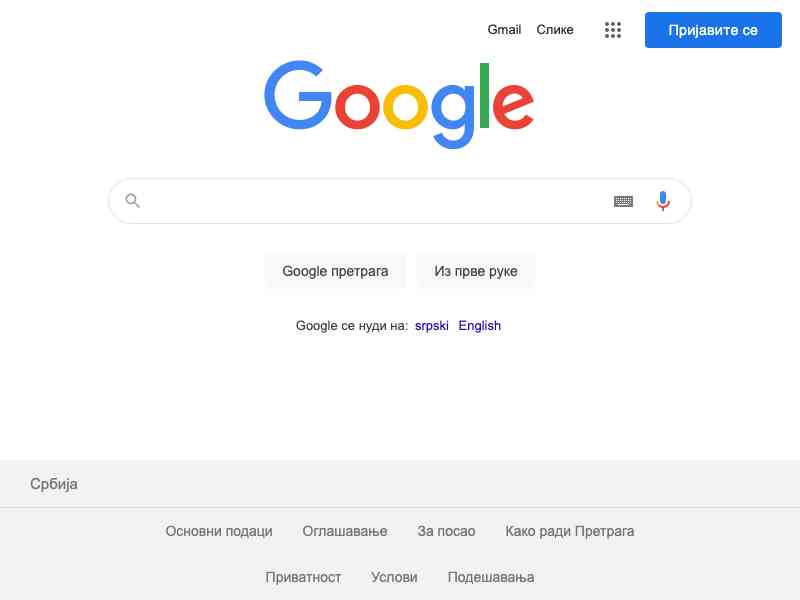 Gmail Слике Пријавите се
Google
Google претрага Из прве руке
Google се нуди на: srpski English
Србија
Основни подаци Оглашавање За посао Како ради Претрага
Приватност Услови Подешавања